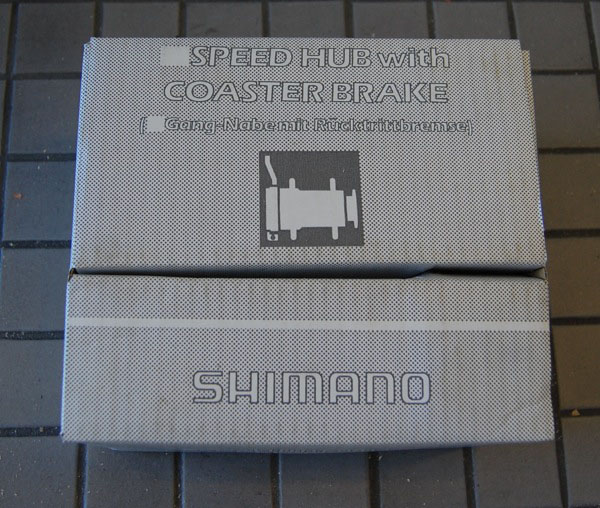 SPEED HUB with
COASTER BRAKE
(Gang-Nabe mit Rücktrittbremse)
SHIMANO